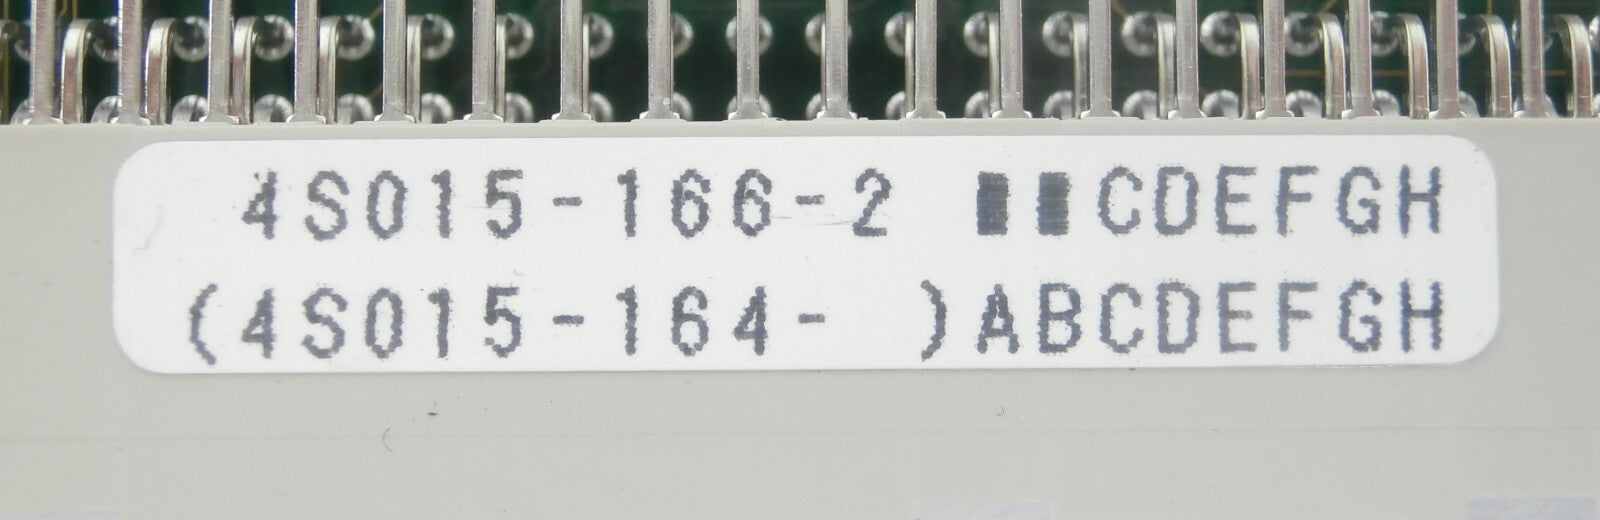 4S015-166-2 ■■CDEFGH
(4S015-164- )ABCDEFGH